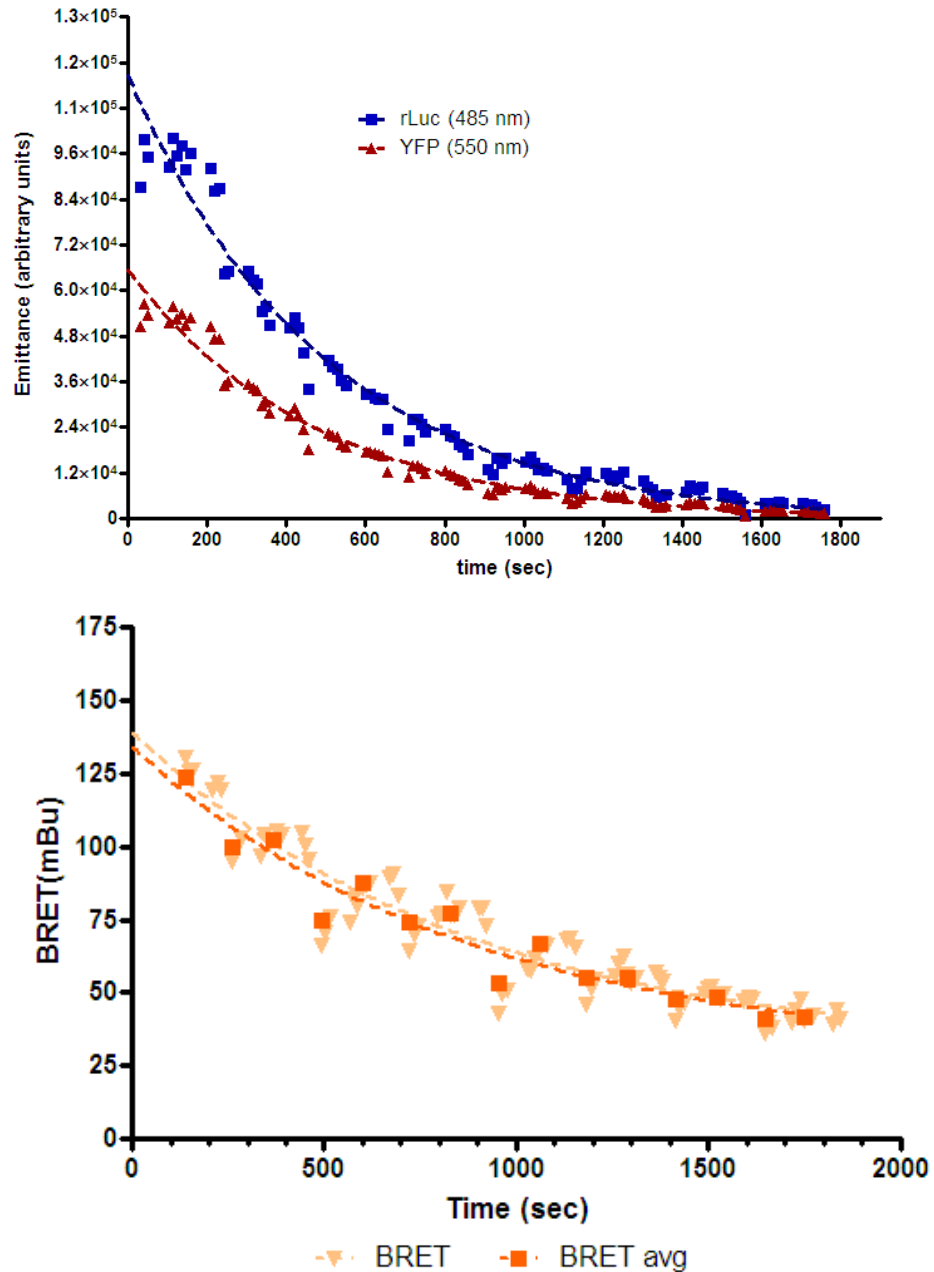 1.3×10⁵
1.2×10⁵
1.1×10⁵
9.6×10⁴
8.4×10⁴
7.2×10⁴
6.0×10⁴
4.8×10⁴
3.6×10⁴
2.4×10⁴
1.2×10⁴
0
Emittance (arbitrary units)
rLuc (485 nm)
YFP (550 nm)
0 200 400 600 800 1000 1200 1400 1600 1800
time (sec)
175
150
125
100
75
50
25
0
BRET(mBu)
0 500 1000 1500 2000
Time (sec)
BRET BRET avg